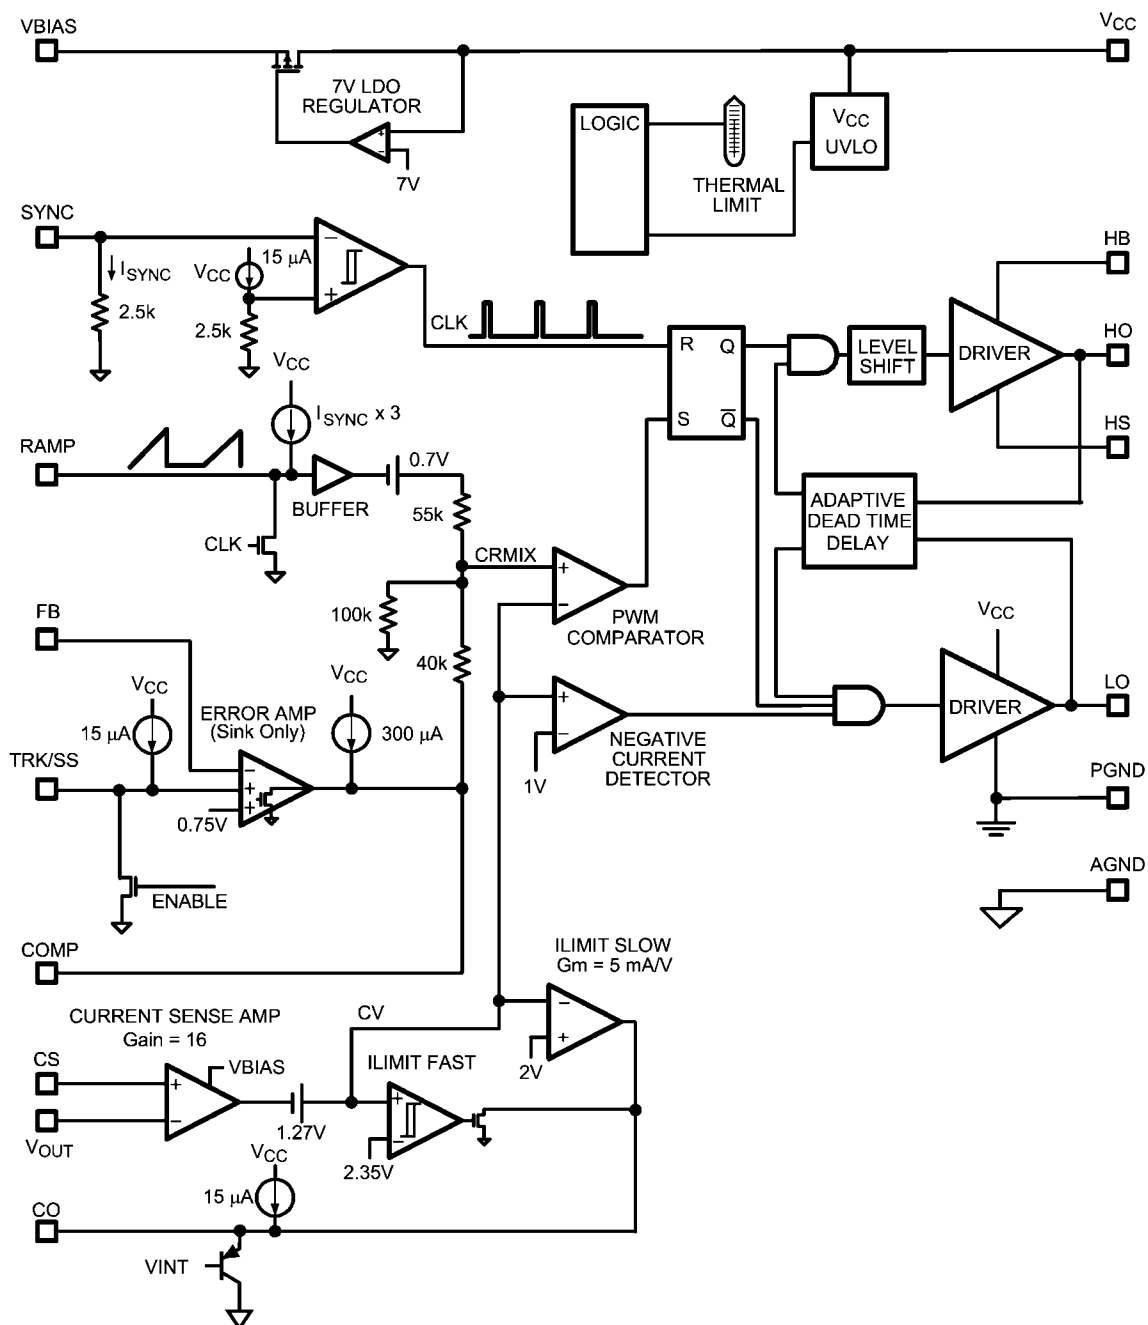 VBIAS
VCC
7V LDO
REGULATOR
+
−
7V
LOGIC
THERMAL
LIMIT
VCC
UVLO
SYNC
ISYNC
2.5k
VCC
15 µA
−
+
2.5k
CLK
HB
HO
HS
R Q
S Q̅
LEVEL
SHIFT
DRIVER
VCC
ISYNC x 3
RAMP
BUFFER
0.7V
55k
CLK
CRMIX
+
−
PWM
COMPARATOR
ADAPTIVE
DEAD TIME
DELAY
100k
40k
FB
VCC
15 µA
ERROR AMP
(Sink Only)
VCC
300 µA
TRK/SS
−
+
+
0.75V
+
−
1V
NEGATIVE
CURRENT
DETECTOR
VCC
DRIVER
LO
PGND
AGND
ENABLE
COMP
ILIMIT SLOW
Gm = 5 mA/V
−
+
2V
CURRENT SENSE AMP
Gain = 16
CV
CS
VOUT
+
−
VBIAS
1.27V
ILIMIT FAST
+
−
2.35V
VCC
15 µA
CO
VINT